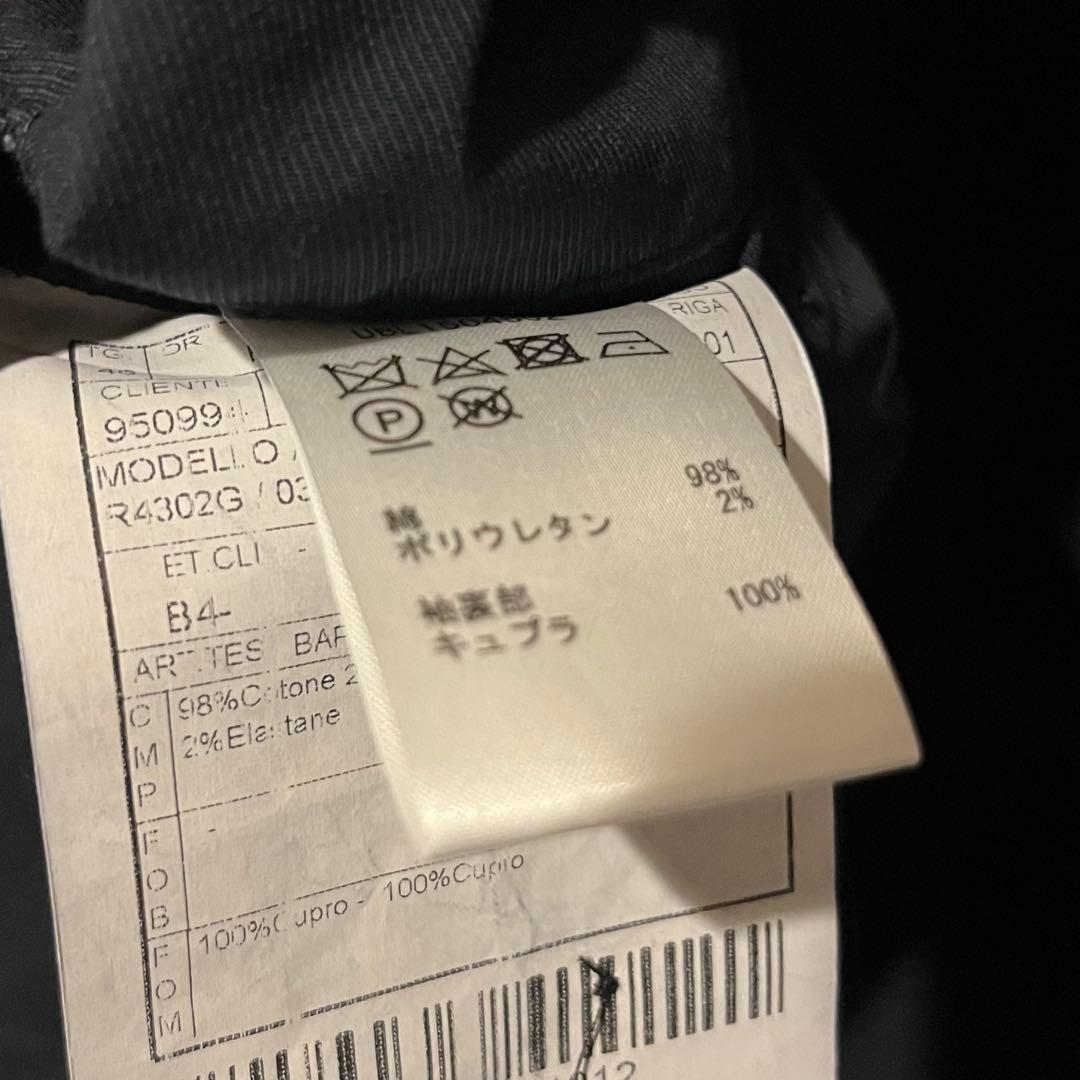 TG.
DR
RIGA
46
01
CLIENTE
95099
MODELLO
R4302G / 03
ET.CLI -
B4-
ART.TES BAR
C M P
98%Cotone 2
2%Elastane
F O B
-
F O M
100%Cupro - 100%Cupro
P
W
綿 98%
ポリウレタン 2%
袖裏部
キュプラ 100%